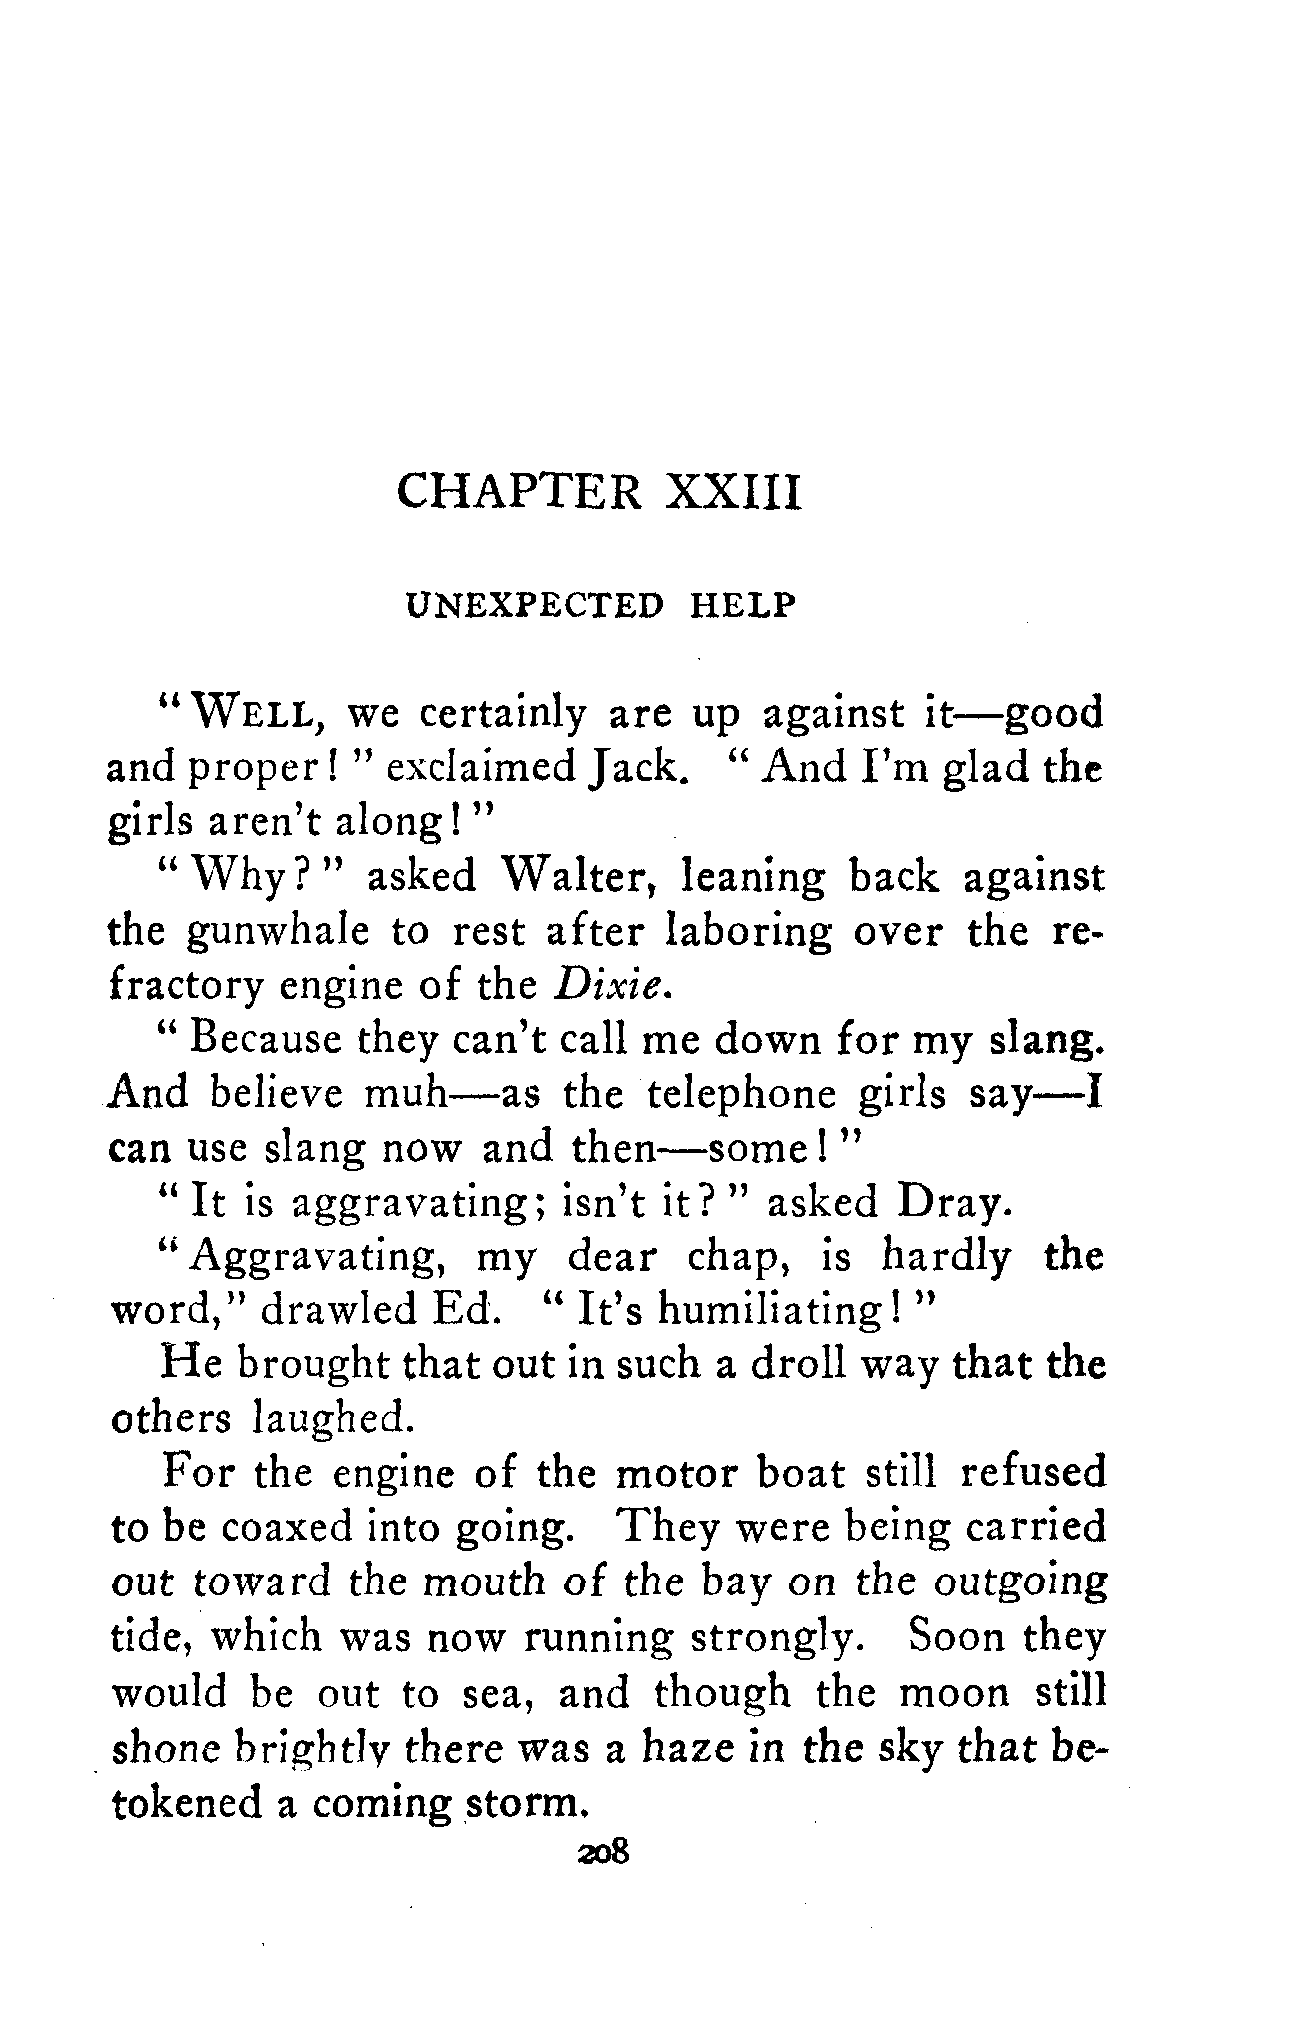 CHAPTER XXIII
UNEXPECTED HELP
“ WELL, we certainly are up against it—good
and proper! ” exclaimed Jack. “ And I’m glad the
girls aren’t along! ”
“ Why? ” asked Walter, leaning back against
the gunwhale to rest after laboring over the re-
fractory engine of the Dixie.
“ Because they can’t call me down for my slang.
And believe muh—as the telephone girls say—I
can use slang now and then—some! ”
“ It is aggravating; isn’t it? ” asked Dray.
“ Aggravating, my dear chap, is hardly the
word,” drawled Ed. “ It’s humiliating! ”
He brought that out in such a droll way that the
others laughed.
For the engine of the motor boat still refused
to be coaxed into going. They were being carried
out toward the mouth of the bay on the outgoing
tide, which was now running strongly. Soon they
would be out to sea, and though the moon still
shone brightly there was a haze in the sky that be-
tokened a coming storm.
208